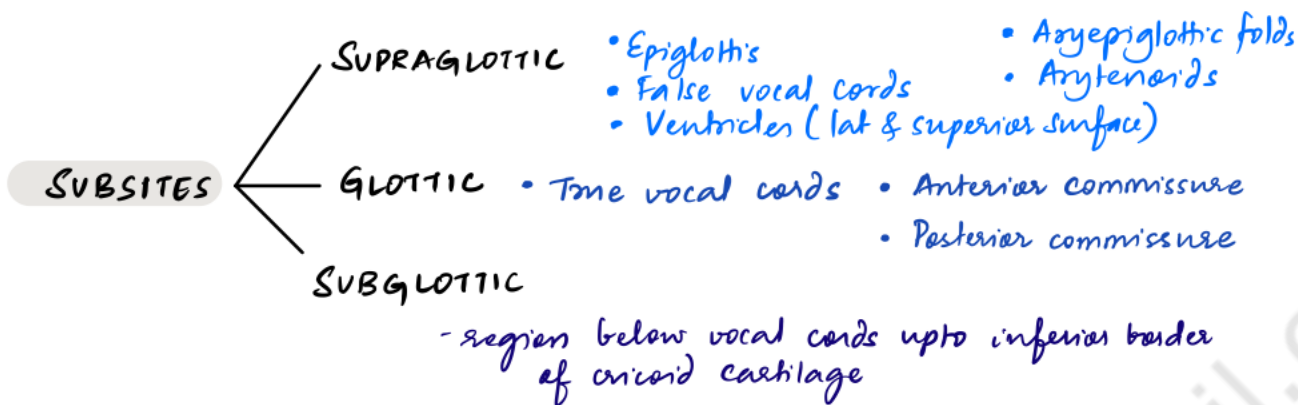 SUBSITES
SUPRAGLOTTIC
• Epiglottis
• False vocal cords
• Ventricles (lat & superior surface)
• Aryepiglottic folds
• Arytenoids
GLOTTIC
• True vocal cords
• Anterior commissure
• Posterior commissure
SUBGLOTTIC
- region below vocal cords upto inferior border
of cricoid cartilage